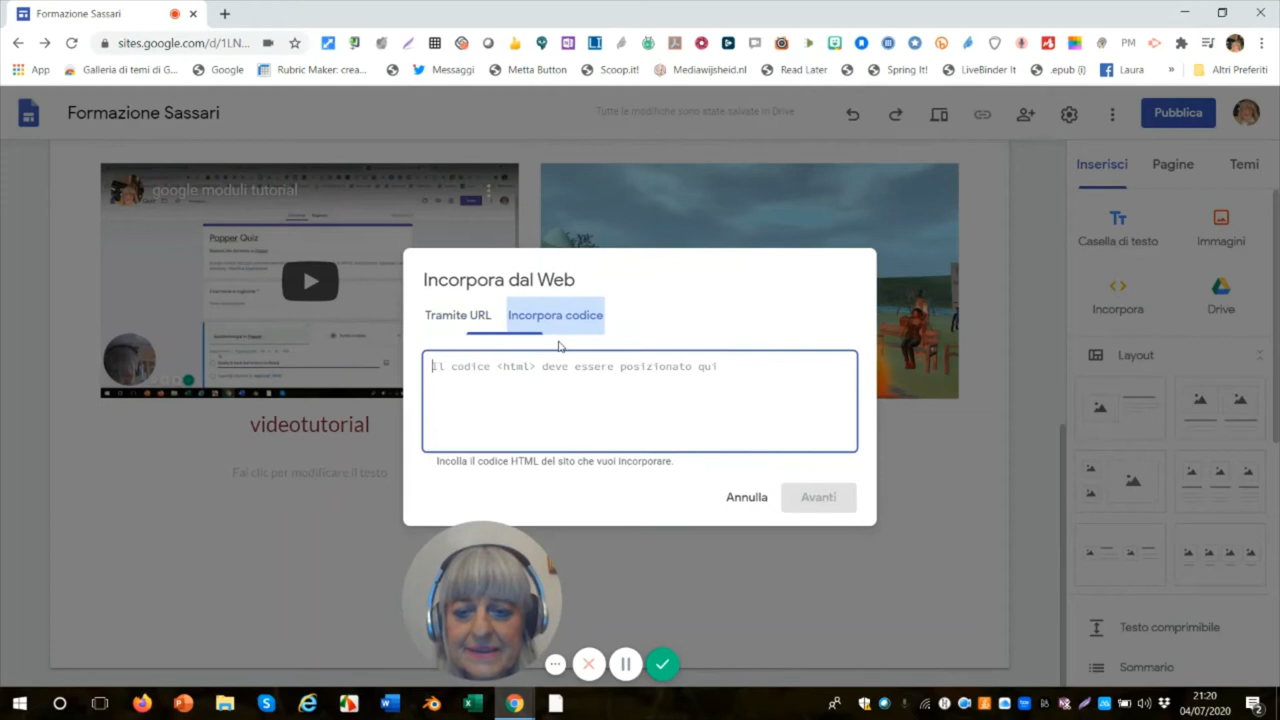 Formazione Sassari
sites.google.com/d/1LN...
PM
App
Galleria di temi di G...
Google
Rubric Maker: crea...
Messaggi
Metta Button
Scoop.it!
Mediawijsheid.nl
Read Later
Spring It!
LiveBinder It
.epub (i)
Laura
»
Altri Preferiti
Formazione Sassari
Tutte le modifiche sono state salvate in Drive
Pubblica
Inserisci
Pagine
Temi
google moduli tutorial
Popper Quiz
Tt
Casella di testo
Immagini
Incorpora
Drive
Layout
Incorpora dal Web
Tramite URL
Incorpora codice
Il codice <html> deve essere posizionato qui
Incolla il codice HTML del sito che vuoi incorporare.
Annulla
Avanti
videotutorial
Fai clic per modificare il testo
Testo comprimibile
Sommario
21:20
04/07/2020